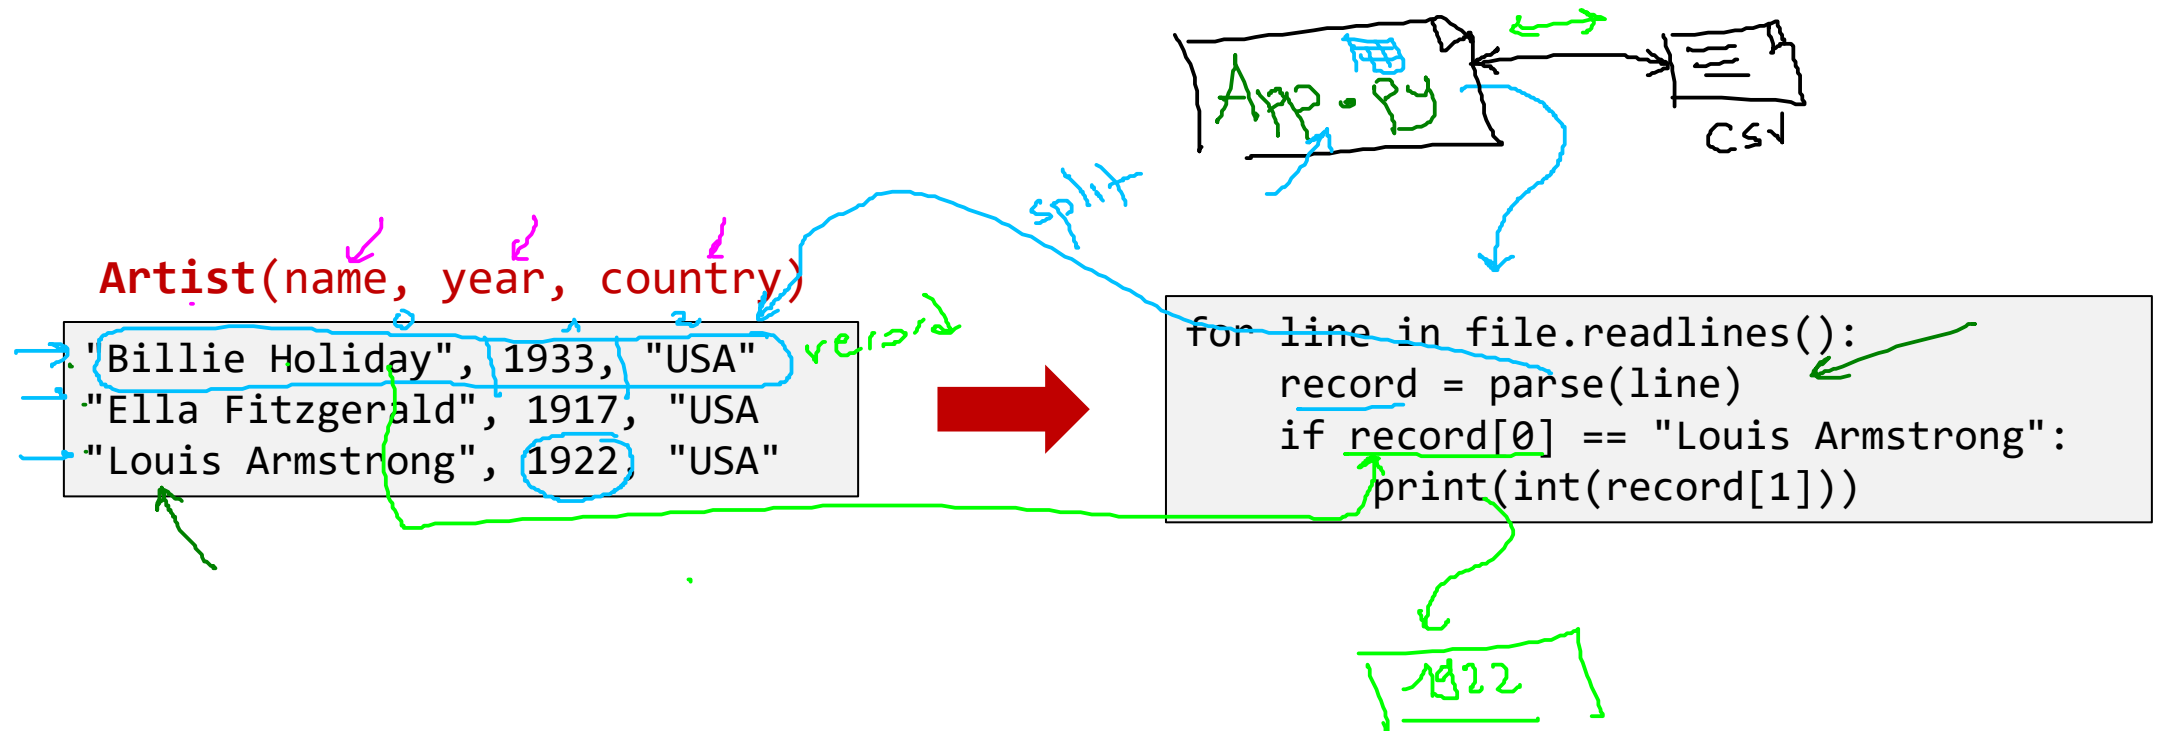 App.py
CSV
split
Artist(name, year, country)
0 1 2
"Billie Holiday", 1933, "USA"
"Ella Fitzgerald", 1917, "USA
"Louis Armstrong", 1922, "USA"
for line in file.readlines():
record = parse(line)
if record[0] == "Louis Armstrong":
print(int(record[1]))
1922